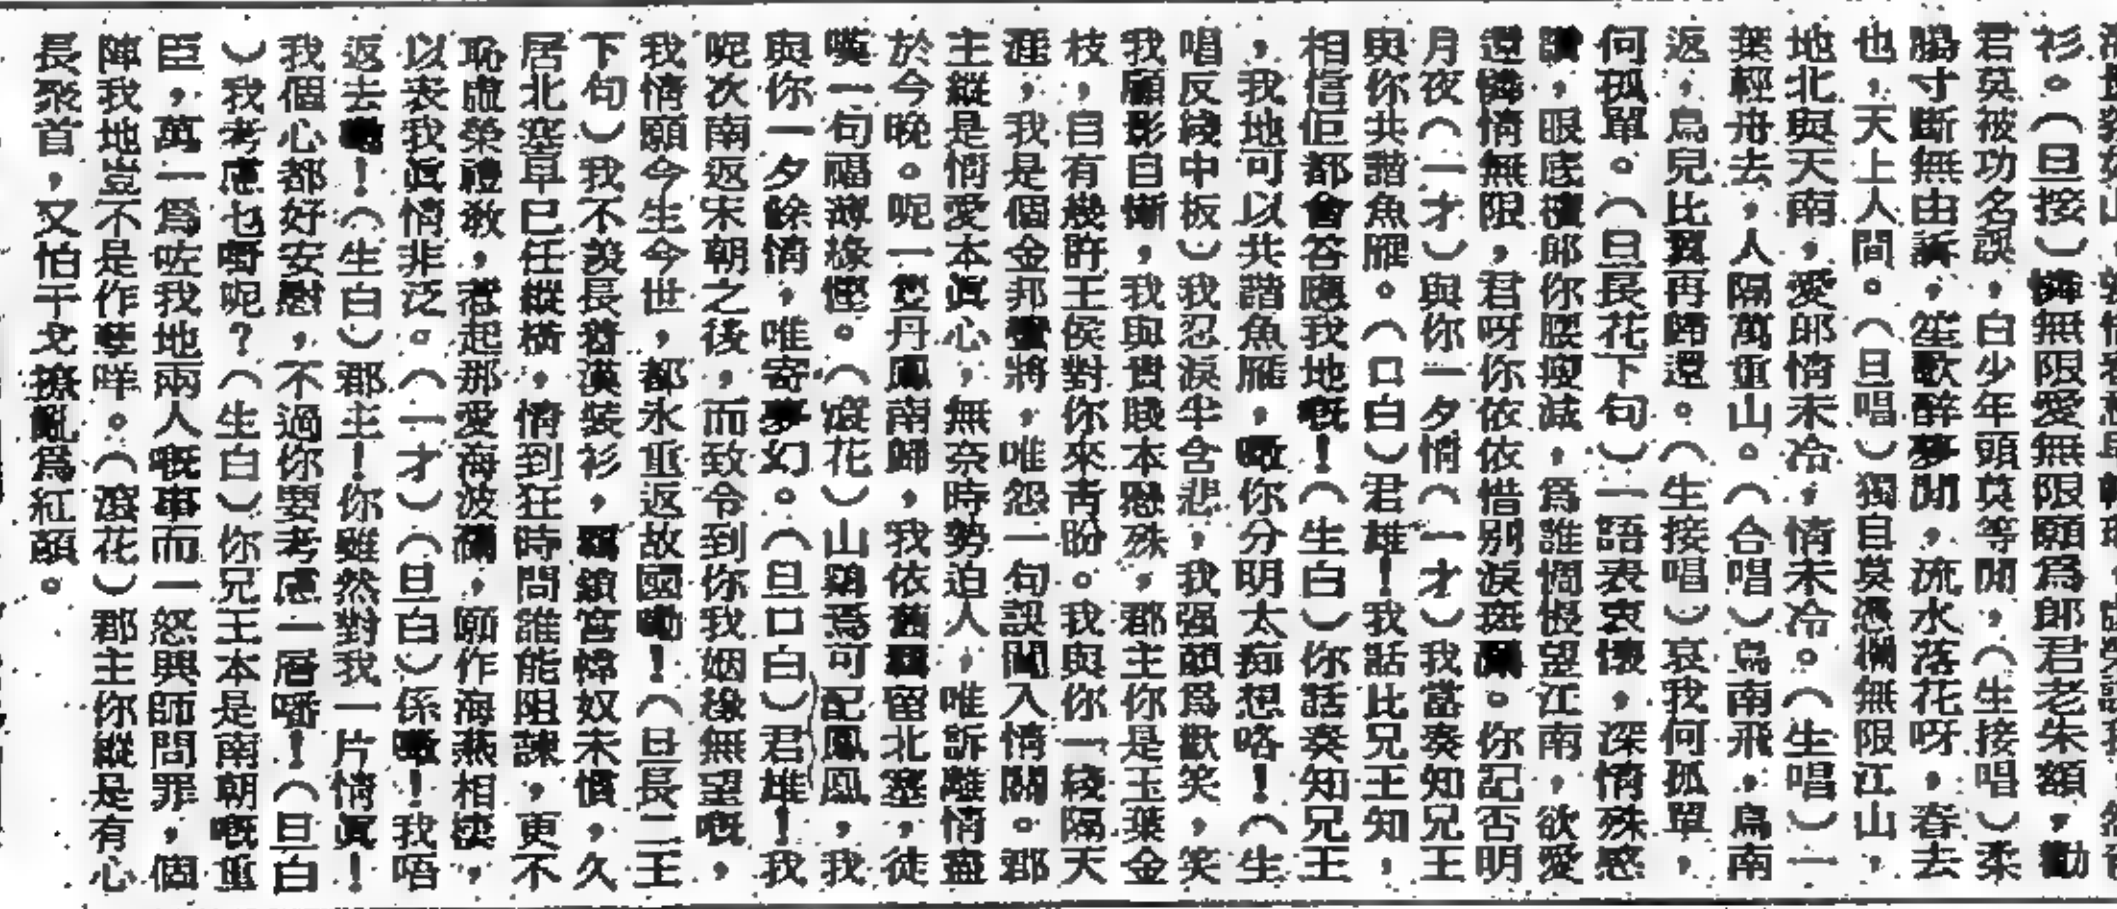 衫。（旦接）憐無限愛無限願爲郎君老朱額，勸
君莫被功名誤，白少年頭莫等閒，（生接唱）柔
腸寸斷無由訴，笙歌醉夢間，流水落花呀，春去
也，天上人間。（旦唱）獨自莫憑欄無限江山，
地北與天南，愛郎情未冷，情未冷。（生唱）一
葉輕舟去，人隔萬重山。（合唱）鳥南飛，鳥南
返，鳥兒比翼再歸還。（生接唱）哀我何孤單，
何孤單。（旦長花下句）一語表衷懷，深情殊感
讚，眼底積郎你腰瘦減，爲誰惆悵望江南，欲愛
還憐情無限，君呀你依依惜別淚斑斕。你記否明
月夜（一才）與你一夕情（一才）我當奏知兄王
與你共諧魚雁。（口白）君雄！我話比兄王知，
相信佢都會答應我地嘅！（生白）你話奏知兄王
，我地可以共諧魚雁，嗽你分明太痴想咯！（生
唱反綫中板）我忍淚半含悲，我强顔爲歡笑，笑
我顧影自慚，我與貴賤本懸殊，郡主你是玉葉金
枝，自有幾許王侯對你來靑盼。我與你一綫隔天
涯，我是個金邦蠻將，唯怨一句誤闖入情關。郡
主縱是情愛本眞心，無奈時勢迫人，唯訴離情盡
於今晚。呢一對丹鳳南歸，我依舊覊留北塞，徒
嘆一句福薄緣慳。（滾花）山鷄焉可配鳳凰，我
與你一夕餘情，唯寄夢幻。（旦口白）君雄！我
呢次南返宋朝之後，而致令到你我姻緣無望嘅，
我情願今生今世，都永重返故國嘞！（旦長二王
下句）我不羨長着漢裝衫，覊鎖宮幃奴未慣，久
居北塞草已任縱橫，情到狂時問誰能阻諫，更不
恥虛榮禮敎，惹起那愛海波瀾，願作海燕相棲，
以表我眞情非泛。（一才）（旦白）係嗽！我唔
返去嘞！（生白）郡主！你雖然對我一片情眞！
我個心都好安慰，不過你要考慮一層噃！（旦白
）我考慮乜嘢呢？（生白）你兄王本是南朝嘅重
臣，萬一爲咗我地兩人嘅事而一怒興師問罪，個
陣我地豈不是作孽咩。（滾花）郡主你縱是有心
長聚首，又怕干戈撩亂爲紅顔。